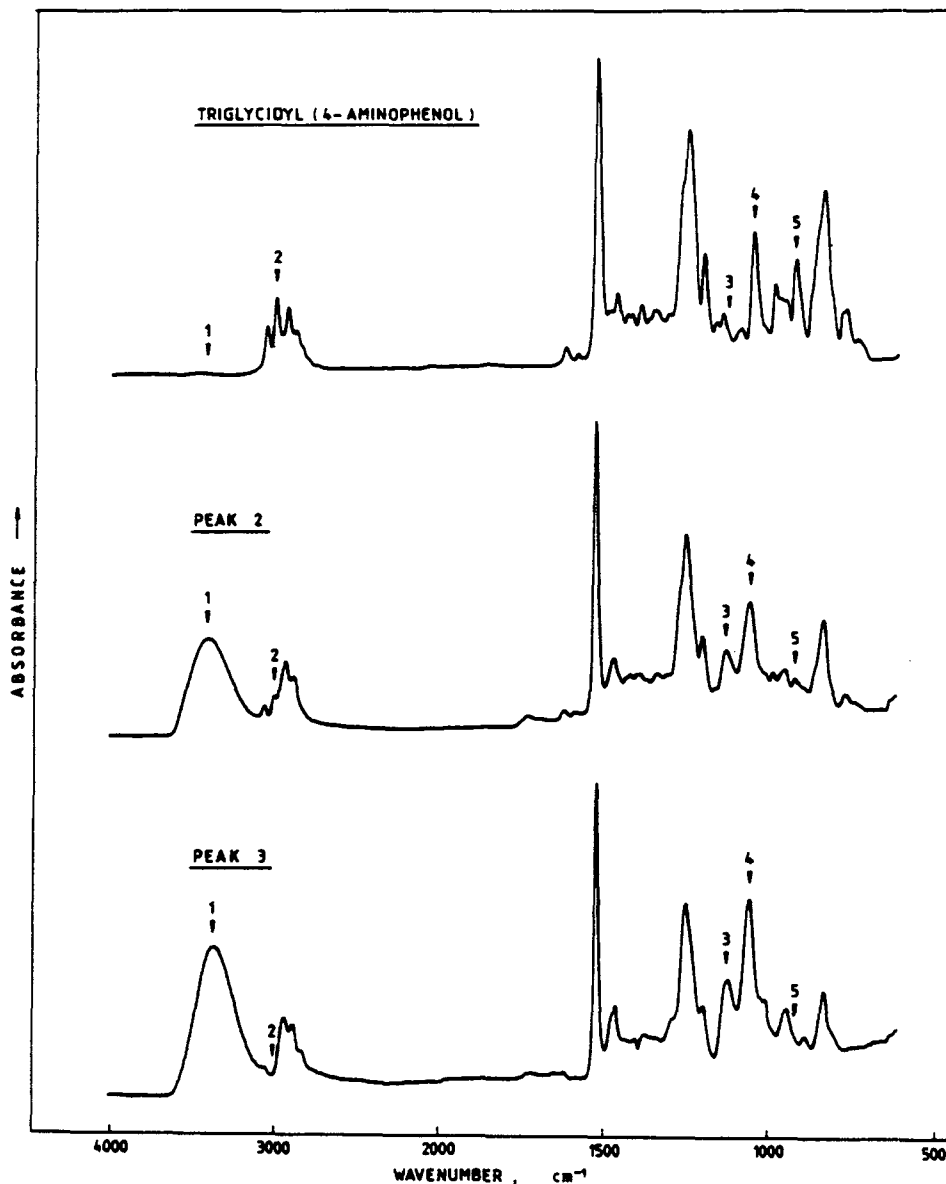 TRIGLYCIDYL (4-AMINOPHENOL)
1
2
3
4
5
PEAK 2
1
2
3
4
5
PEAK 3
1
2
3
4
5
ABSORBANCE →
4000 3000 2000 1500 1000 500
WAVENUMBER, cm⁻¹